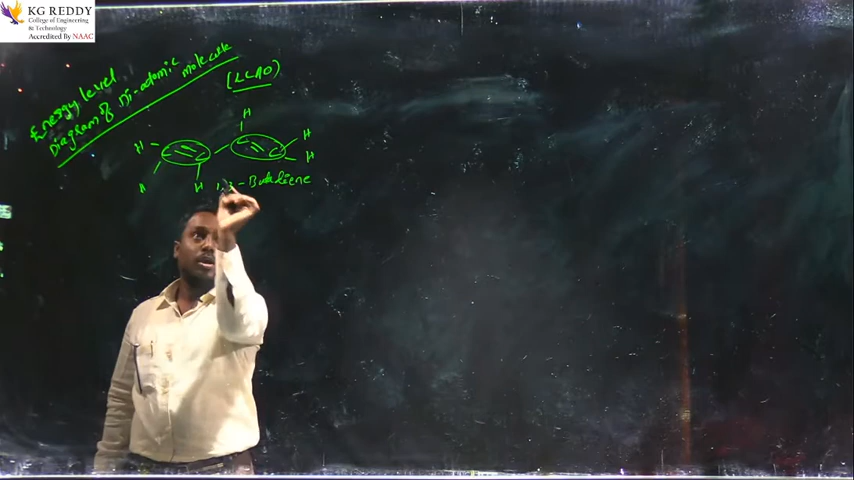 KG REDDY
College of Engineering
& Technology
Accredited By NAAC
Energy level
Diagram of Di-atomic molecule
(LCAO)
H
H C = C C = C H
H H H
1,3-Butadiene